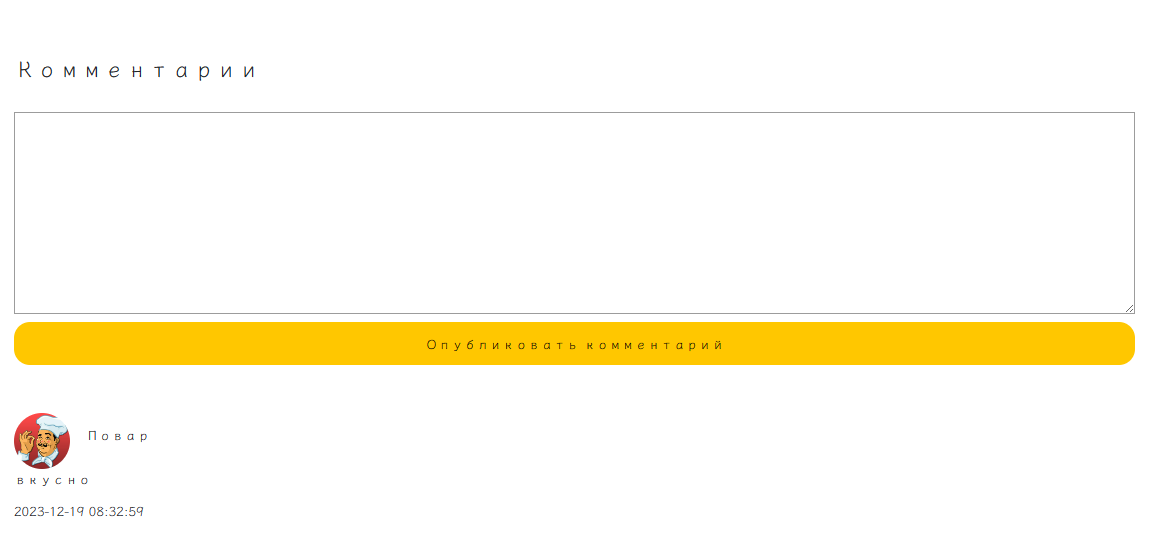 Комментарии
Опубликовать комментарий
Повар
вкусно
2023-12-19 08:32:59